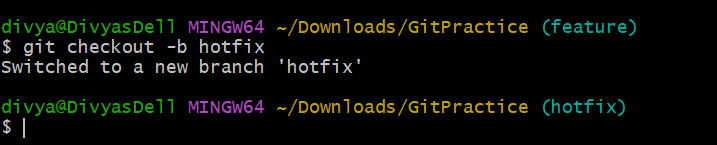 divya@DivyasDell MINGW64 ~/Downloads/GitPractice (feature)
$ git checkout -b hotfix
Switched to a new branch 'hotfix'
divya@DivyasDell MINGW64 ~/Downloads/GitPractice (hotfix)
$